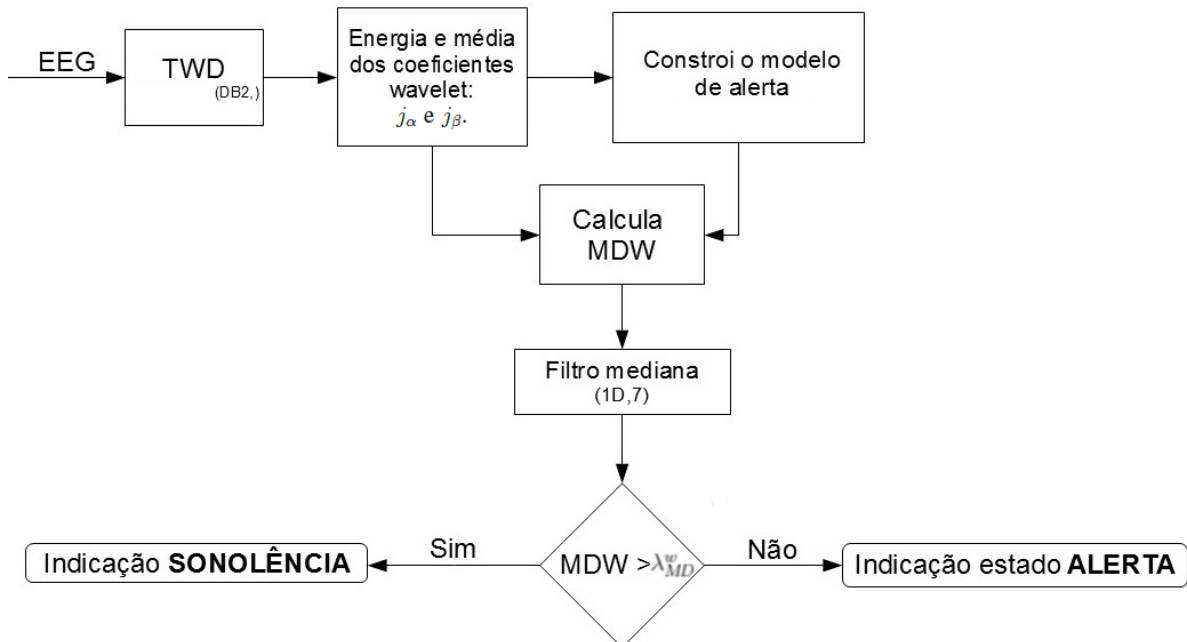 EEG
TWD
(DB2,)
Energia e média
dos coeficientes
wavelet:
jα e jβ.
Constroi o modelo
de alerta
Calcula
MDW
Filtro mediana
(1D,7)
MDW >λ^w_MD
Sim
Não
Indicação SONOLÊNCIA
Indicação estado ALERTA